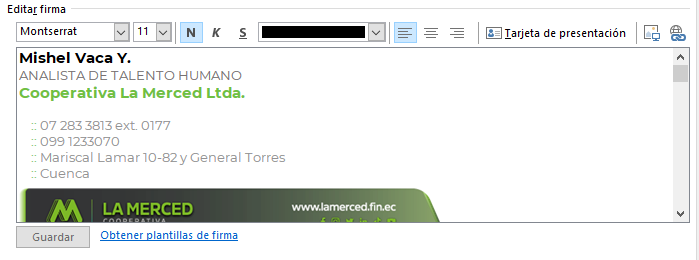 Editar firma
Montserrat 11 N K S Tarjeta de presentación
Mishel Vaca Y.
ANALISTA DE TALENTO HUMANO
Cooperativa La Merced Ltda.
:: 07 283 3813 ext. 0177
:: 099 1233070
:: Mariscal Lamar 10-82 y General Torres
:: Cuenca
LA MERCED www.lamerced.fin.ec
COOPERATIVA
Guardar Obtener plantillas de firma